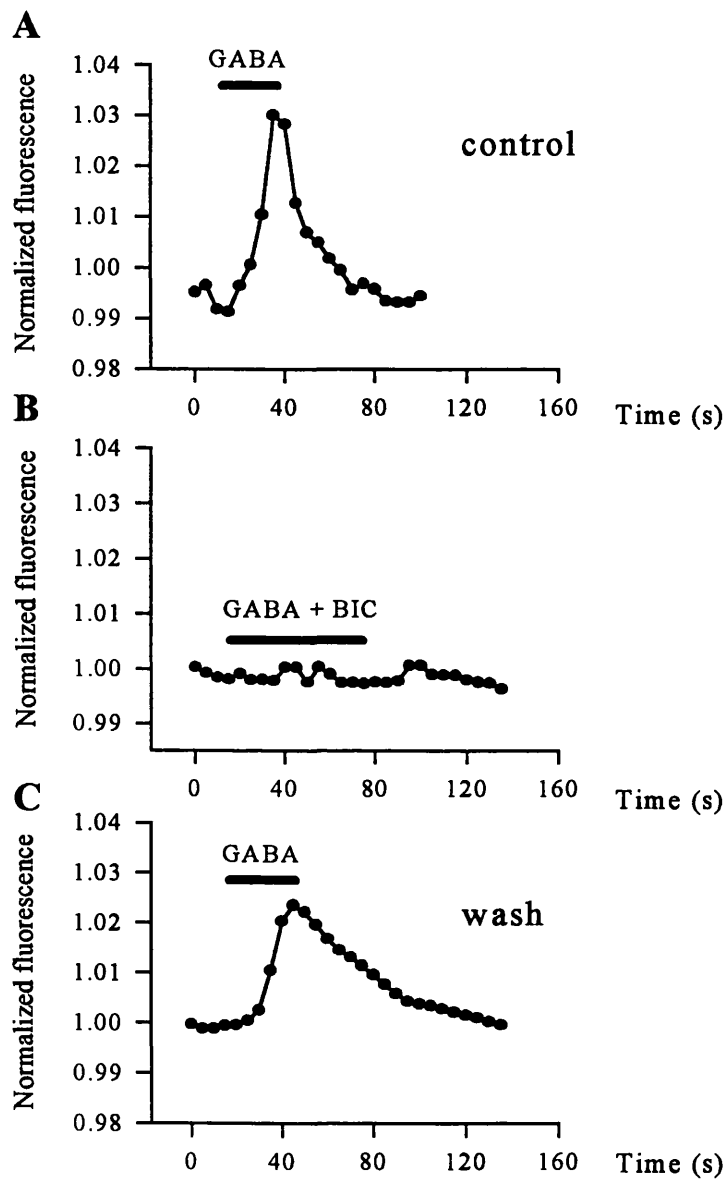 A
GABA
control
Normalized fluorescence
1.04
1.03
1.02
1.01
1.00
0.99
0.98
0 40 80 120 160 Time (s)
B
GABA + BIC
Normalized fluorescence
1.04
1.03
1.02
1.01
1.00
0.99
0 40 80 120 160 Time (s)
C
GABA
wash
Normalized fluorescence
1.04
1.03
1.02
1.01
1.00
0.99
0.98
0 40 80 120 160 Time (s)